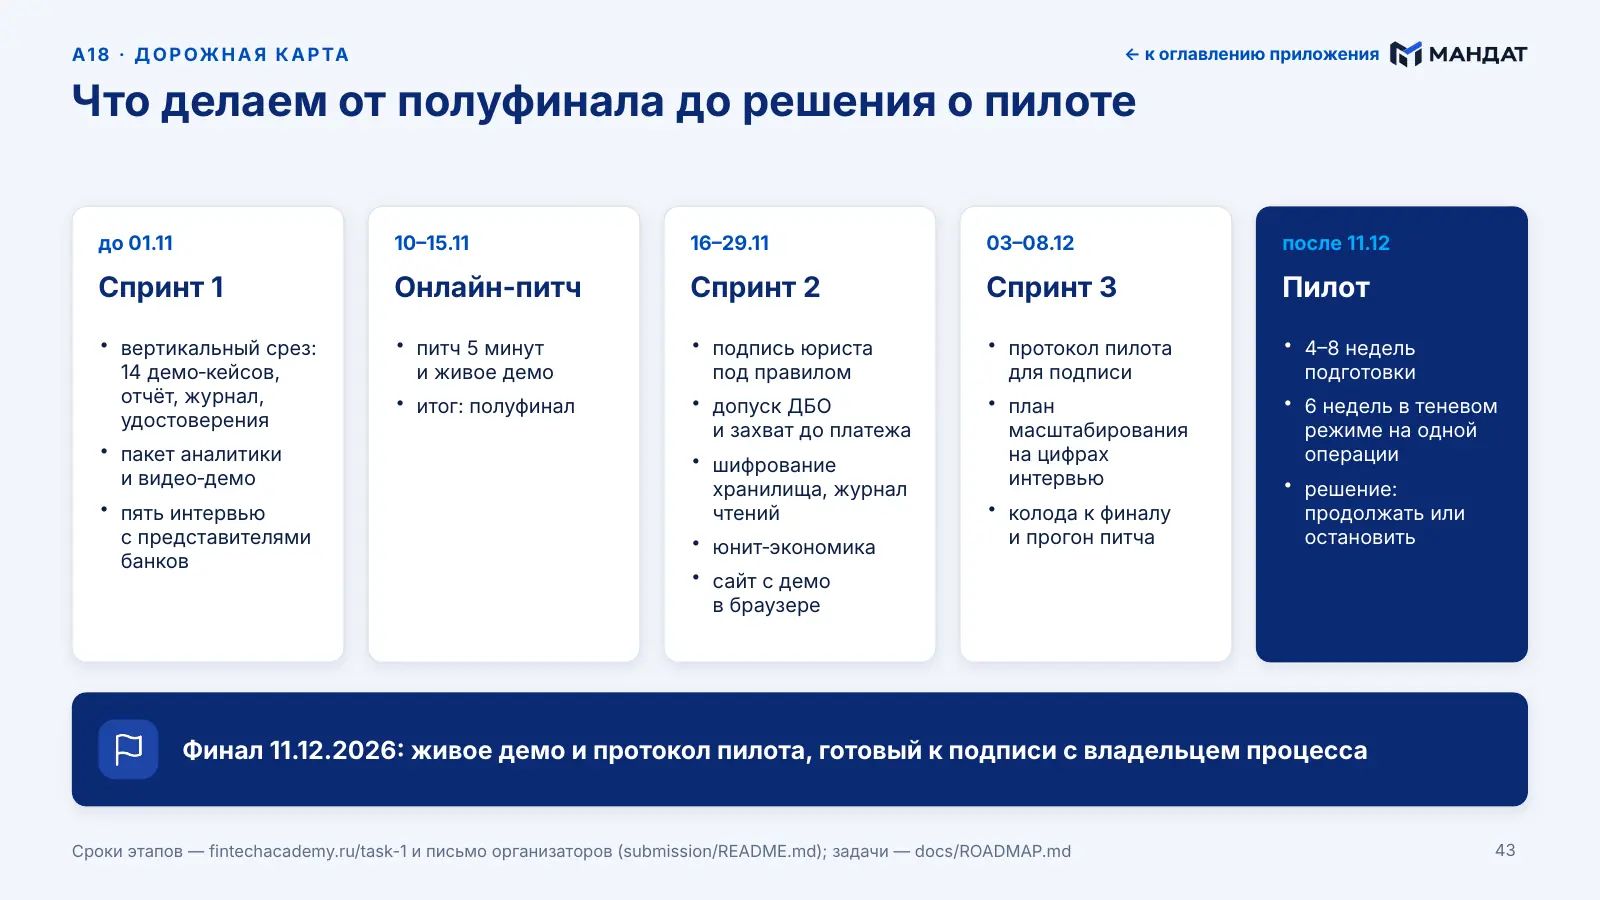 А18 · ДОРОЖНАЯ КАРТА
← к оглавлению приложения
МАНДАТ
Что делаем от полуфинала до решения о пилоте
до 01.11
Спринт 1
• вертикальный срез:
14 демо-кейсов,
отчёт, журнал,
удостоверения
• пакет аналитики
и видео-демо
• пять интервью
с представителями
банков
10–15.11
Онлайн-питч
• питч 5 минут
и живое демо
• итог: полуфинал
16–29.11
Спринт 2
• подпись юриста
под правилом
• допуск ДБО
и захват до платежа
• шифрование
хранилища, журнал
чтений
• юнит-экономика
• сайт с демо
в браузере
03–08.12
Спринт 3
• протокол пилота
для подписи
• план
масштабирования
на цифрах
интервью
• колода к финалу
и прогон питча
после 11.12
Пилот
• 4–8 недель
подготовки
• 6 недель в теневом
режиме на одной
операции
• решение:
продолжать или
остановить
Финал 11.12.2026: живое демо и протокол пилота, готовый к подписи с владельцем процесса
Сроки этапов — fintechacademy.ru/task-1 и письмо организаторов (submission/README.md); задачи — docs/ROADMAP.md
43